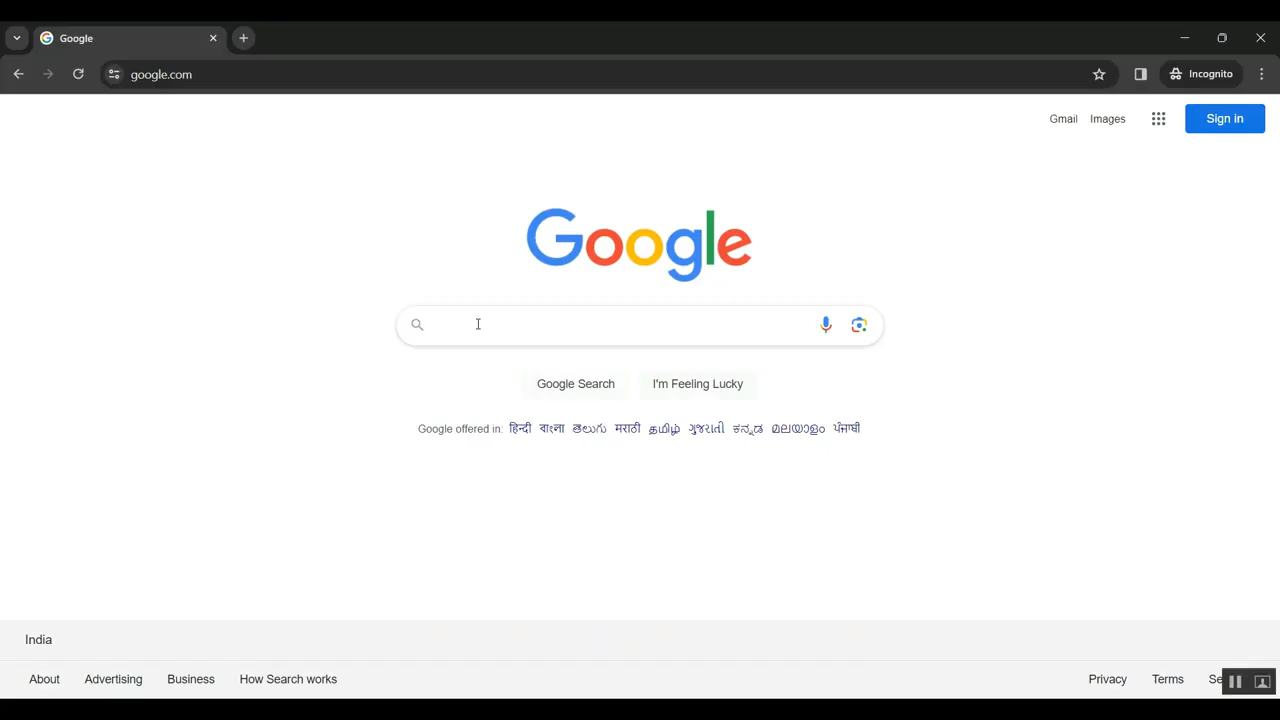 Google
google.com
Incognito
Gmail Images Sign in
Google
Google Search I'm Feeling Lucky
Google offered in: हिन्दी বাংলা తెలుగు मराठी தமிழ் ગુજરાતી ಕನ್ನಡ മലയാളം ਪੰਜਾਬੀ
India
About Advertising Business How Search works Privacy Terms Se